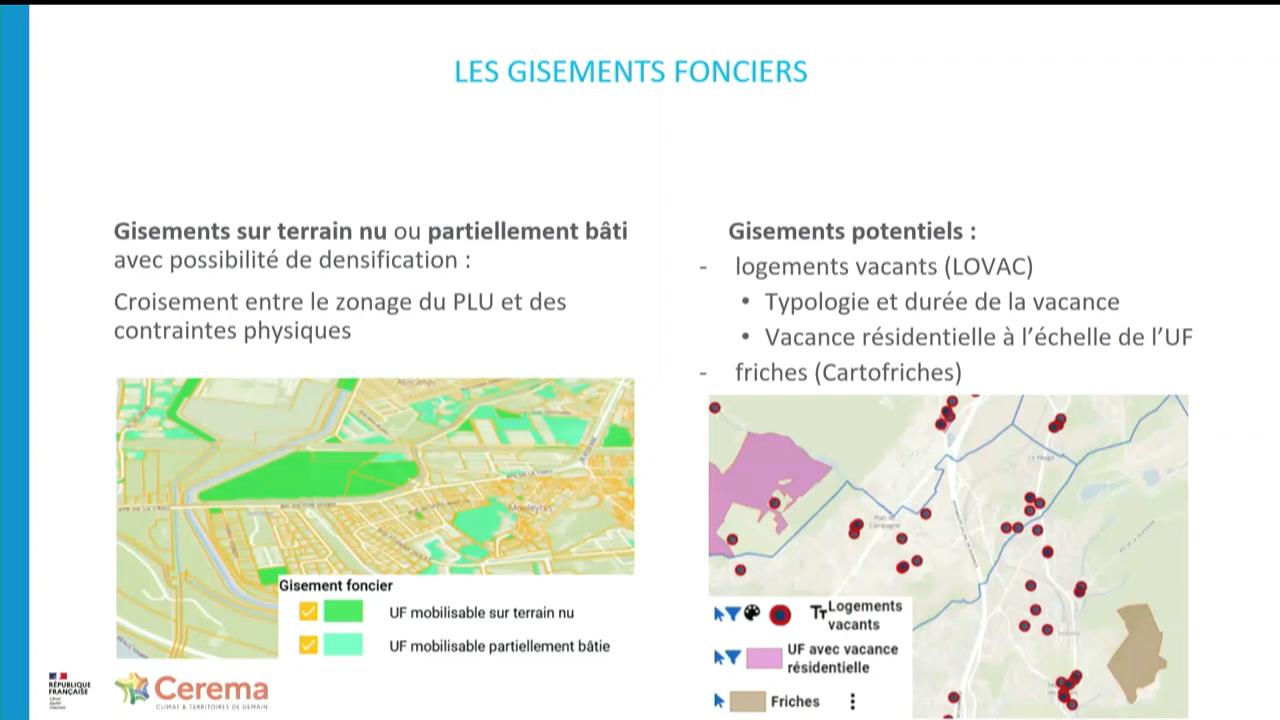 LES GISEMENTS FONCIERS
Gisements sur terrain nu ou partiellement bâti
avec possibilité de densification :
Croisement entre le zonage du PLU et des
contraintes physiques
Gisement foncier
UF mobilisable sur terrain nu
UF mobilisable partiellement bâtie
Gisements potentiels :
- logements vacants (LOVAC)
• Typologie et durée de la vacance
• Vacance résidentielle à l'échelle de l'UF
- friches (Cartofriches)
Logements
vacants
UF avec vacance
résidentielle
Friches
RÉPUBLIQUE
FRANÇAISE
Cerema
CLIMAT & TERRITOIRES DE DEMAIN